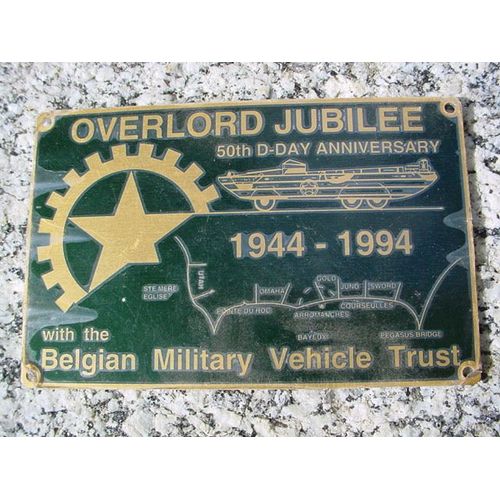 OVERLORD JUBILEE
50th D-DAY ANNIVERSARY
1944 - 1994
UTAH
STE MERE
EGLISE
POINTE DU HOC
OMAHA
GOLD
JUNO
SWORD
COURSEULLES
ARROMANCHES
BAYEUX
PEGASUS BRIDGE
with the
Belgian Military Vehicle Trust